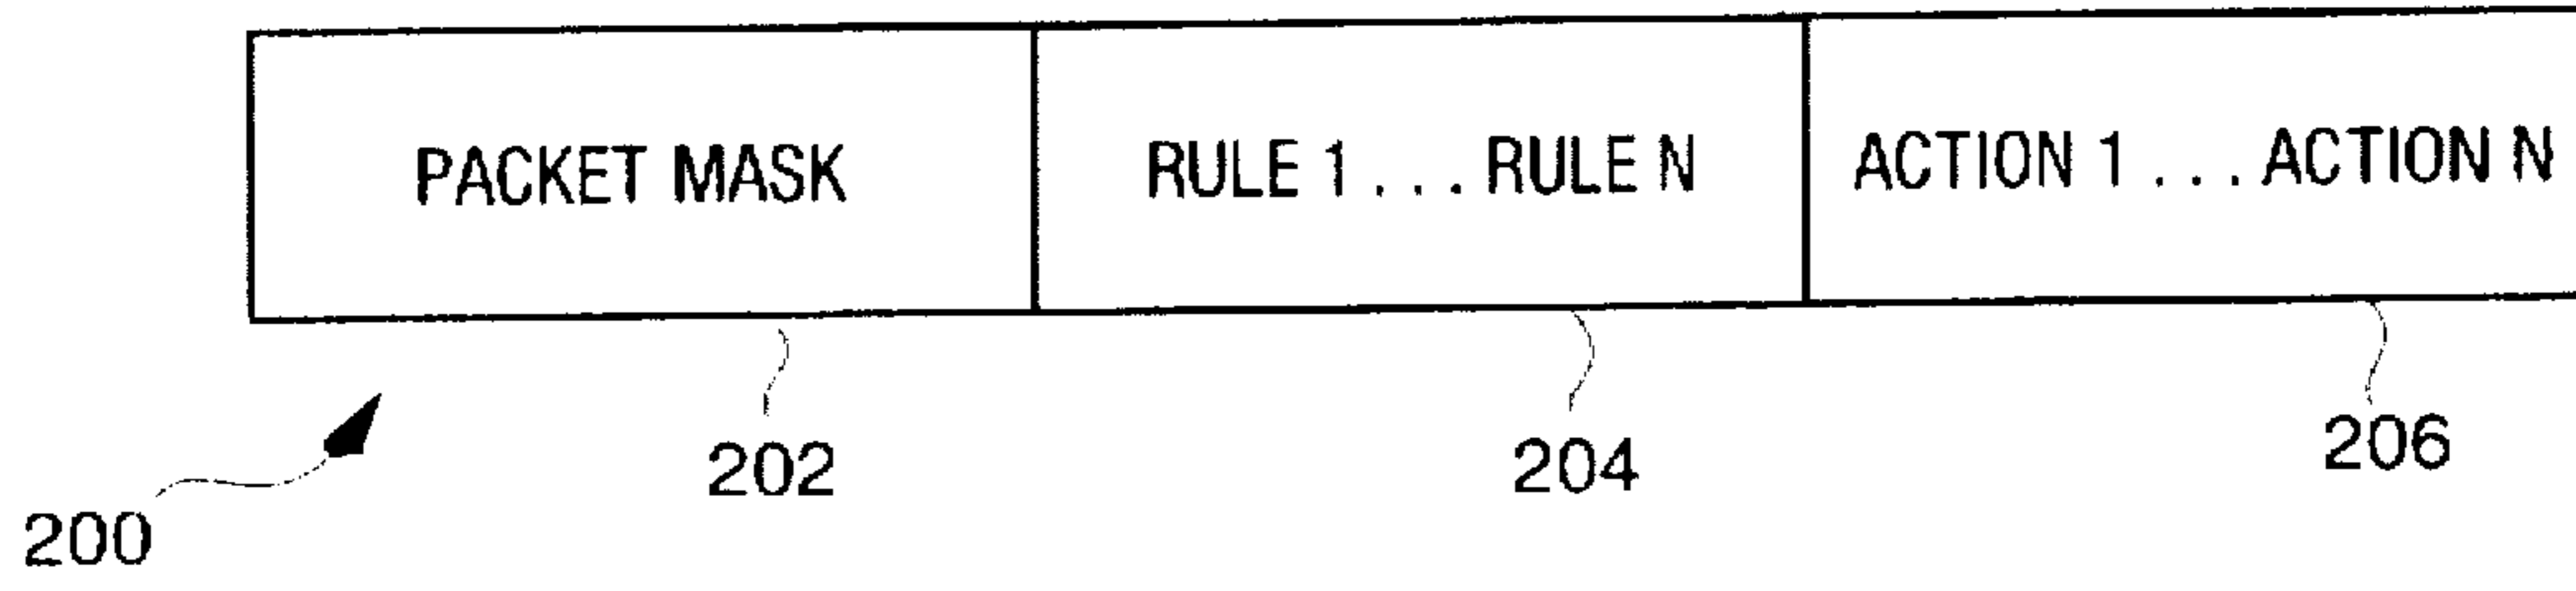 PACKET MASK
RULE 1 . . . RULE N
ACTION 1 . . . ACTION N
202
204
206
200